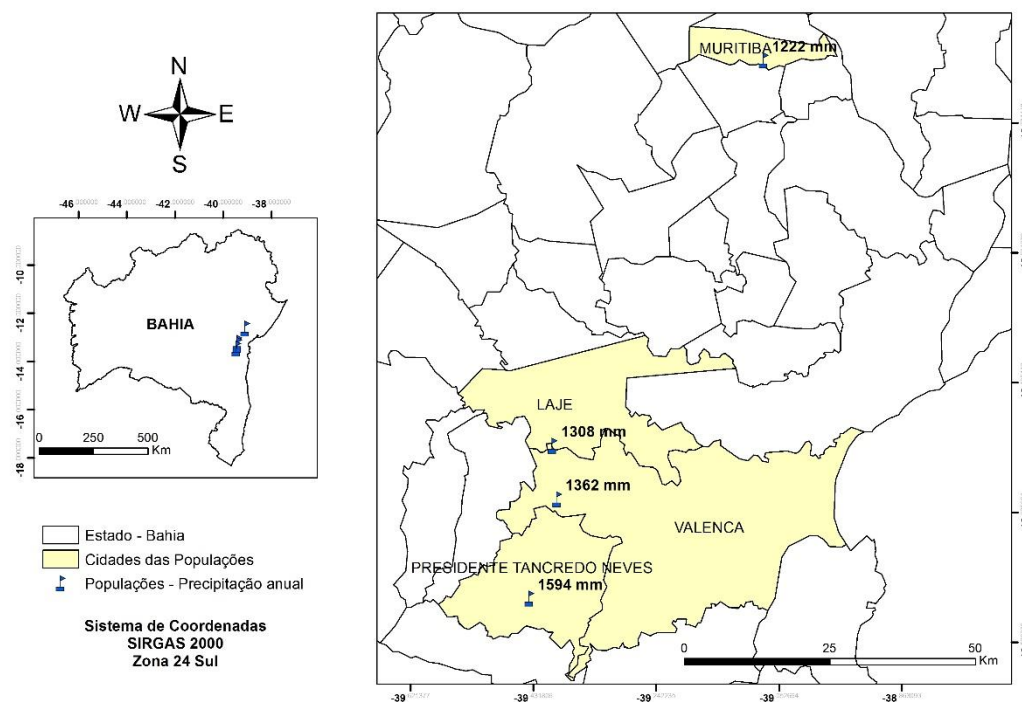 N
W E
S
-46 -44 -42 -40 -38
-10
-12
-14
-16
-18
BAHIA
0 250 500
Km
Estado - Bahia
Cidades das Populações
Populações - Precipitação anual
Sistema de Coordenadas
SIRGAS 2000
Zona 24 Sul
MURITIBA 1222 mm
LAJE
1308 mm
1362 mm
VALENCA
PRESIDENTE TANCREDO NEVES
1594 mm
0 25 50
Km
-39 -39 -39 -39 -38